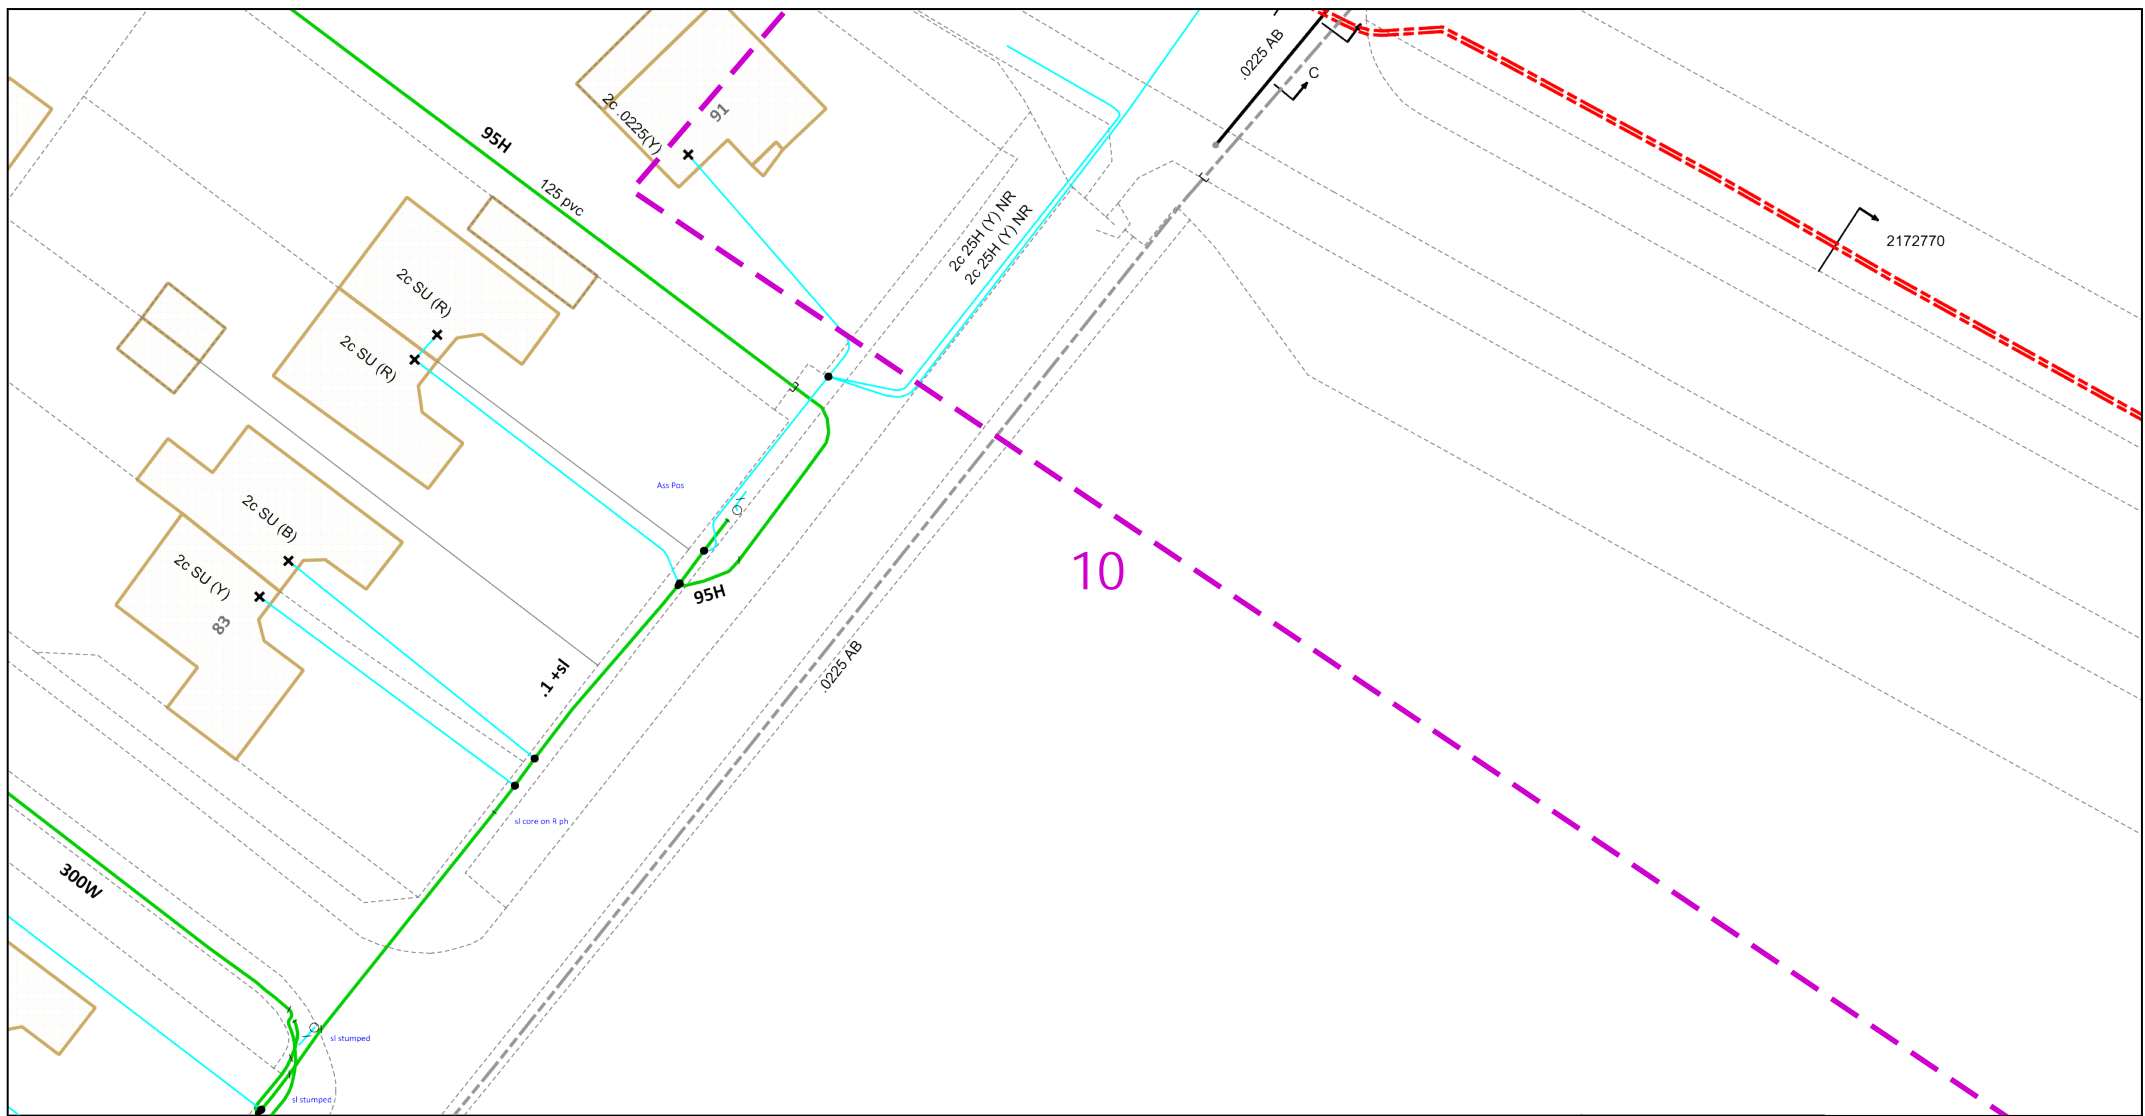 .0225 AB
C
2c .0225(Y)
91
95H
125 pvc
2c 25H (Y) NR
2c 25H (Y) NR
2172770
2c SU (R)
2c SU (R)
Ass Pos
2c SU (B)
2c SU (Y)
83
95H
10
.1 +sl
.0225 AB
sl core on R ph
300W
sl stumped
sl stumped